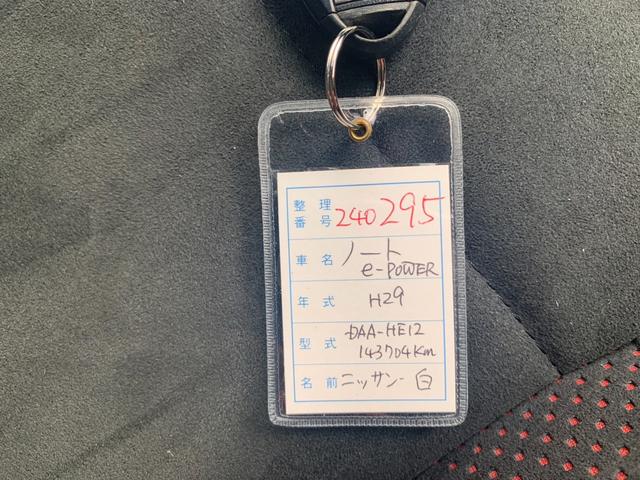 整理番号 240295
車名 ノート
e-POWER
年式 H29
型式 DAA-HE12
143704Km
名前 ニッサン 白